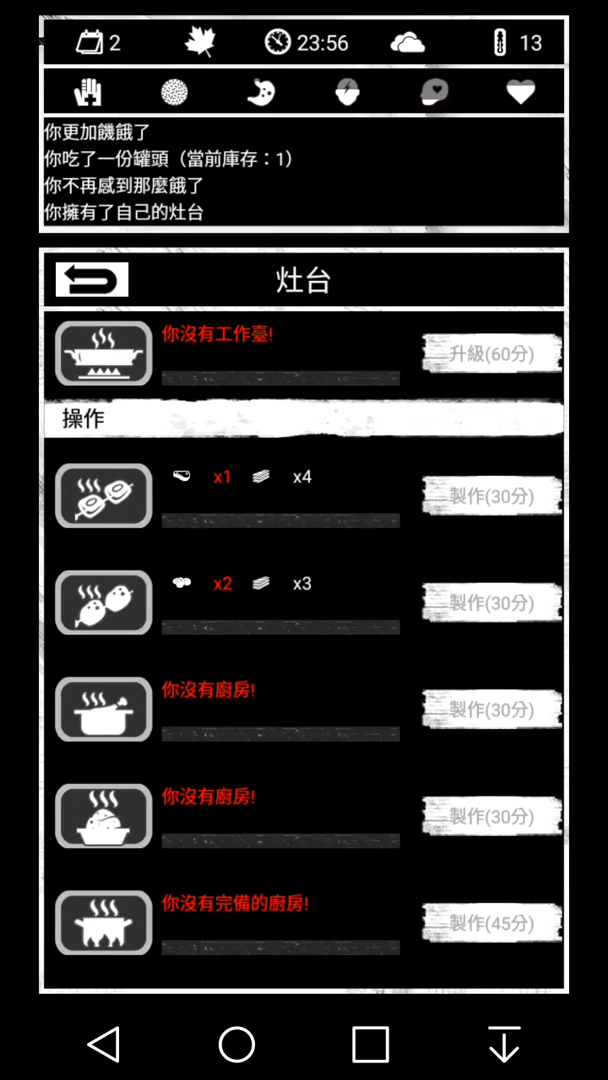 2
23:56
13
你更加饑餓了
你吃了一份罐頭（當前庫存：1）
你不再感到那麼餓了
你擁有了自己的灶台
灶台
你沒有工作臺!
升級(60分)
操作
x1 x4
製作(30分)
x2 x3
製作(30分)
你沒有廚房!
製作(30分)
你沒有廚房!
製作(30分)
你沒有完備的廚房!
製作(45分)